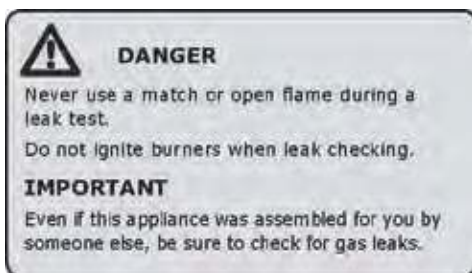 DANGER
Never use a match or open flame during a
leak test.
Do not ignite burners when leak checking.
IMPORTANT
Even if this appliance was assembled for you by
someone else, be sure to check for gas leaks.